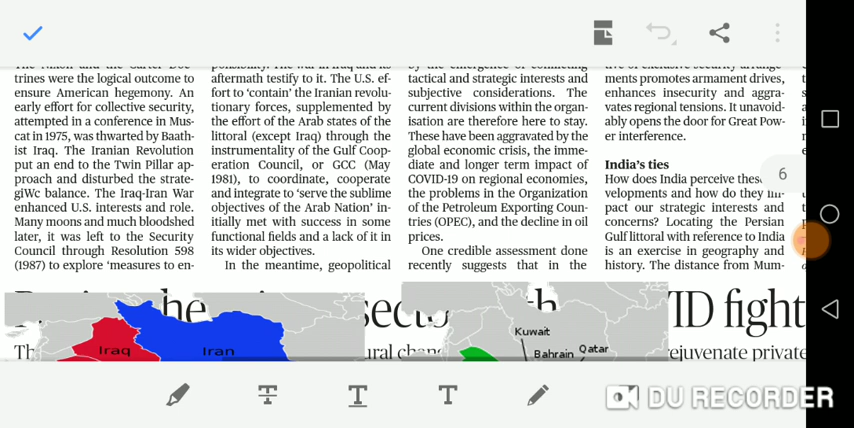 trines were the logical outcome to
ensure American hegemony. An
early effort for collective security,
attempted in a conference in Mus-
cat in 1975, was thwarted by Baath-
ist Iraq. The Iranian Revolution
put an end to the Twin Pillar ap-
proach and disturbed the strate-
giWc balance. The Iraq-Iran War
enhanced U.S. interests and role.
Many moons and much bloodshed
later, it was left to the Security
Council through Resolution 598
(1987) to explore ‘measures to en-
aftermath testify to it. The U.S. ef-
fort to ‘contain’ the Iranian revolu-
tionary forces, supplemented by
the effort of the Arab states of the
littoral (except Iraq) through the
instrumentality of the Gulf Coop-
eration Council, or GCC (May
1981), to coordinate, cooperate
and integrate to ‘serve the sublime
objectives of the Arab Nation’ in-
itially met with success in some
functional fields and a lack of it in
its wider objectives.
In the meantime, geopolitical
by the emergence of conflicting
tactical and strategic interests and
subjective considerations. The
current divisions within the organ-
isation are therefore here to stay.
These have been aggravated by the
global economic crisis, the imme-
diate and longer term impact of
COVID-19 on regional economies,
the problems in the Organization
of the Petroleum Exporting Coun-
tries (OPEC), and the decline in oil
prices.
One credible assessment done
recently suggests that in the
ments promotes armament drives,
enhances insecurity and aggra-
vates regional tensions. It unavoid-
ably opens the door for Great Pow-
er interference.
India’s ties
How does India perceive these
velopments and how do they im-
pact our strategic interests and
concerns? Locating the Persian
Gulf littoral with reference to India
is an exercise in geography and
history. The distance from Mum-
6
VID fight
rejuvenate private
Iraq
Iran
Kuwait
Bahrain
Qatar
DU RECORDER